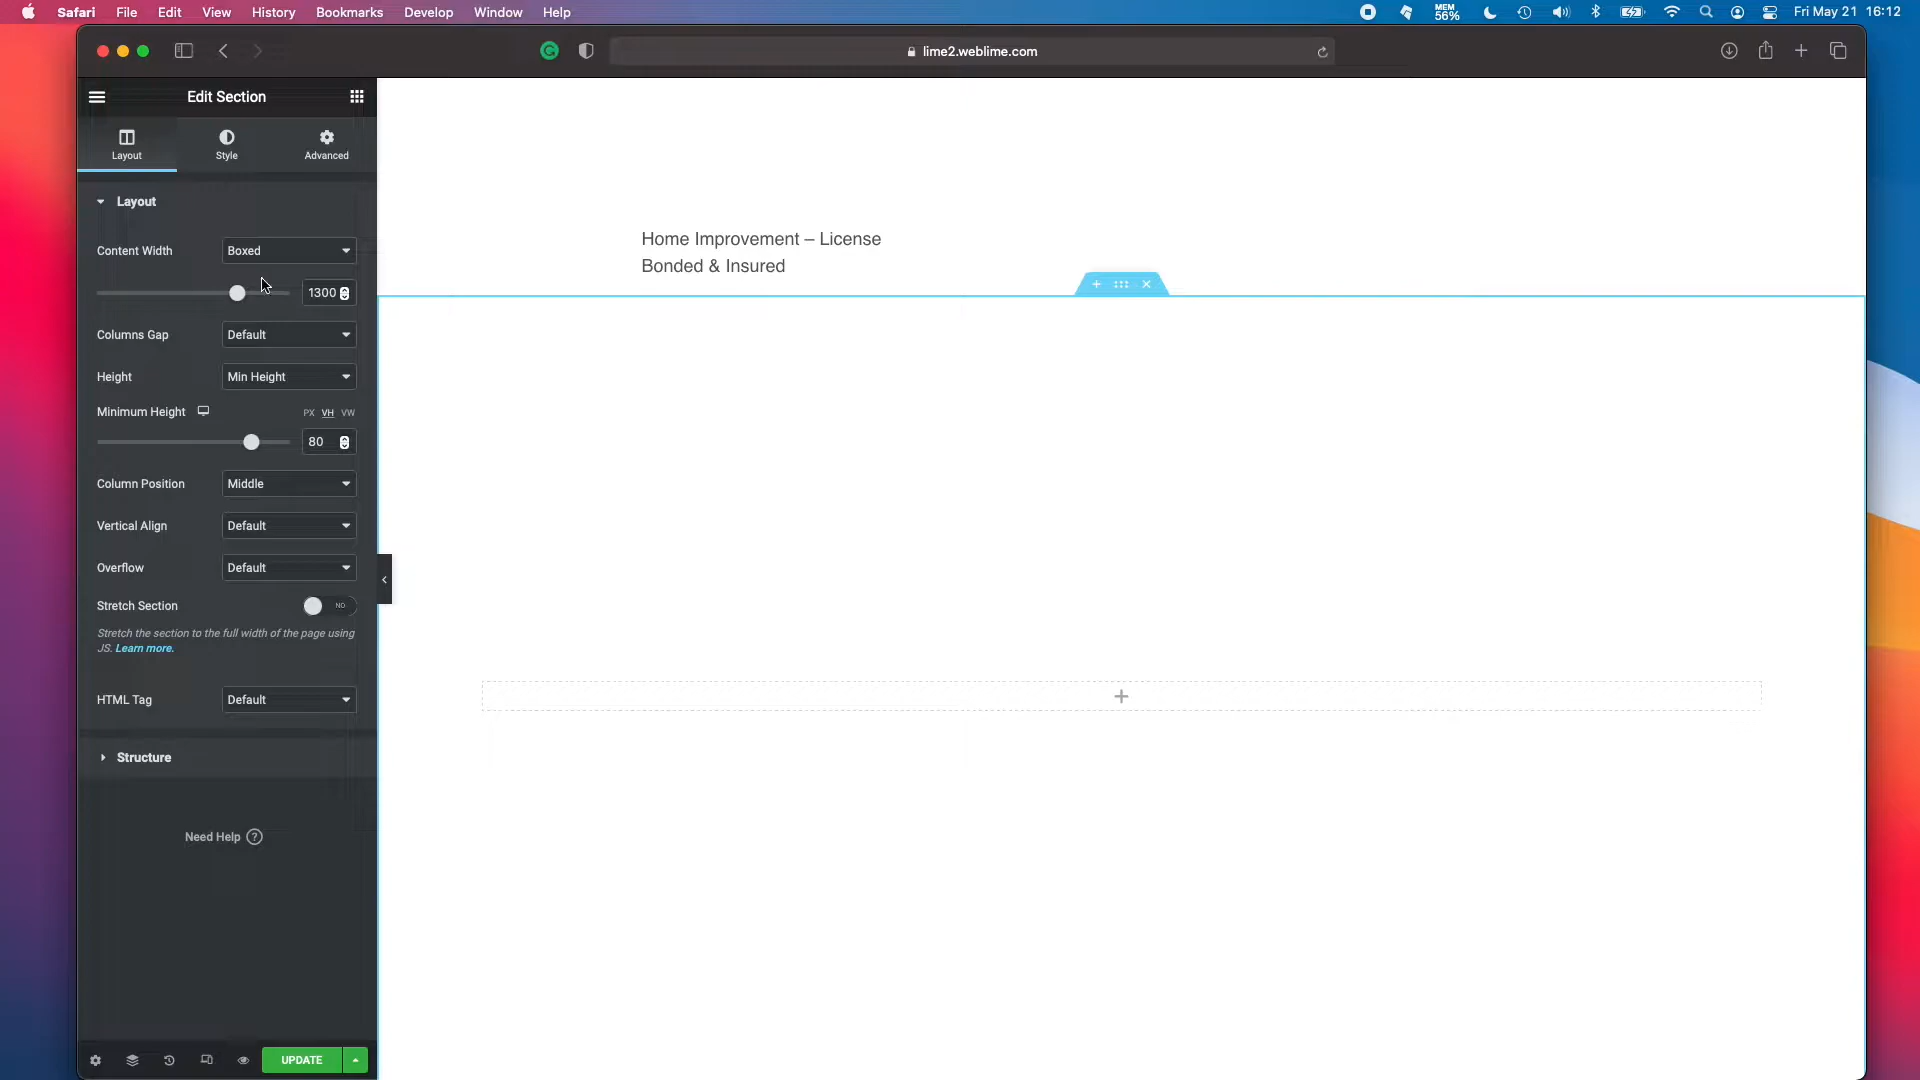 Safari File Edit View History Bookmarks Develop Window Help
MEM 56%
Fri May 21 16:12
lime2.weblime.com
Edit Section
Layout Style Advanced
Layout
Content Width Boxed
1300
Columns Gap Default
Height Min Height
Minimum Height PX VH VW
80
Column Position Middle
Vertical Align Default
Overflow Default
Stretch Section NO
Stretch the section to the full width of the page using
JS. Learn more.
HTML Tag Default
Structure
Need Help ?
UPDATE
Home Improvement – License
Bonded & Insured